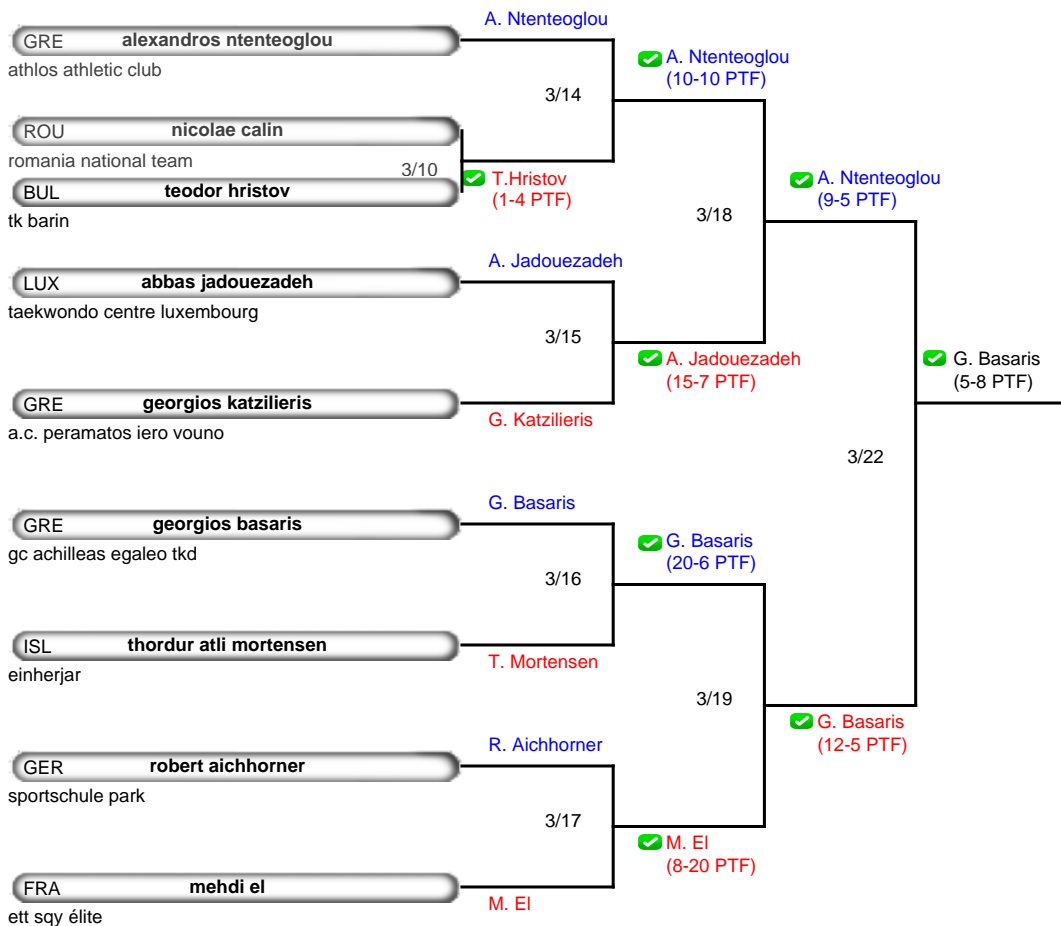 A. Ntenteoglou
GRE alexandros ntenteoglou
athlos athletic club
A. Ntenteoglou
(10-10 PTF)
3/14
ROU nicolae calin
romania national team
3/10
T.Hristov
(1-4 PTF)
BUL teodor hristov
tk barin
A. Ntenteoglou
(9-5 PTF)
3/18
A. Jadouezadeh
LUX abbas jadouezadeh
taekwondo centre luxembourg
3/15
A. Jadouezadeh
(15-7 PTF)
G. Basaris
(5-8 PTF)
GRE georgios katzilieris
G. Katzilieris
a.c. peramatos iero vouno
3/22
G. Basaris
GRE georgios basaris
gc achilleas egaleo tkd
G. Basaris
(20-6 PTF)
3/16
ISL thordur atli mortensen
T. Mortensen
einherjar
3/19
G. Basaris
(12-5 PTF)
R. Aichhorner
GER robert aichhorner
sportschule park
3/17
M. El
(8-20 PTF)
FRA mehdi el
M. El
ett sqy élite